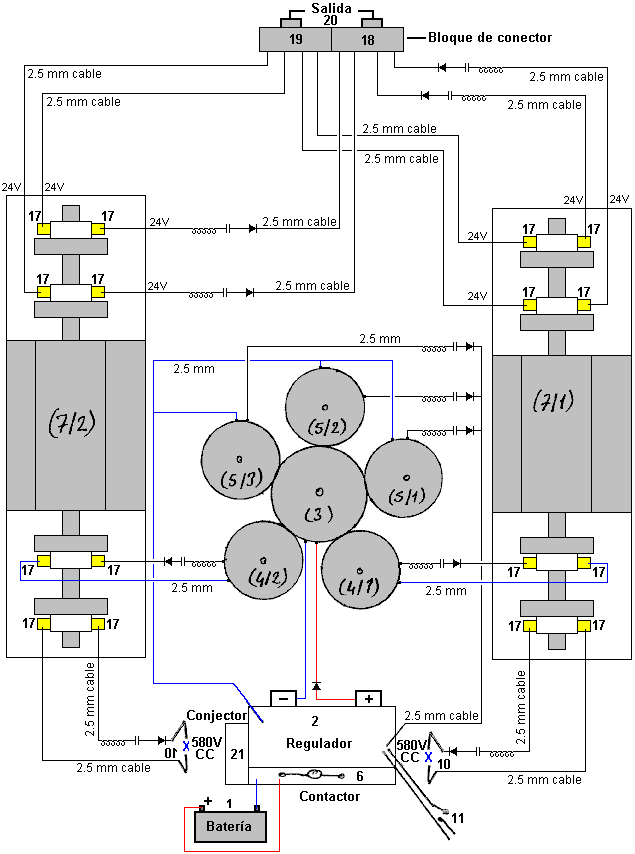 Salida
20
19
18
Bloque de conector
2.5 mm cable
2.5 mm cable
2.5 mm cable
2.5 mm cable
2.5 mm cable
2.5 mm cable
24V
24V
24V
24V
17
17
24V
2.5 mm cable
24V
17
17
17
17
24V
2.5 mm cable
24V
17
17
2.5 mm
2.5 mm
(7/2)
(7/1)
(5/2)
(5/3)
(5/1)
(3)
(4/2)
(4/1)
17
17
2.5 mm
2.5 mm
17
17
17
17
17
17
2.5 mm cable
2.5 mm cable
−
+
Conjector
2
2.5 mm cable
580V
CC
X
10
21
Regulador
580V
CC
X
10
2.5 mm cable
2.5 mm cable
6
Contactor
+
1
Batería
11